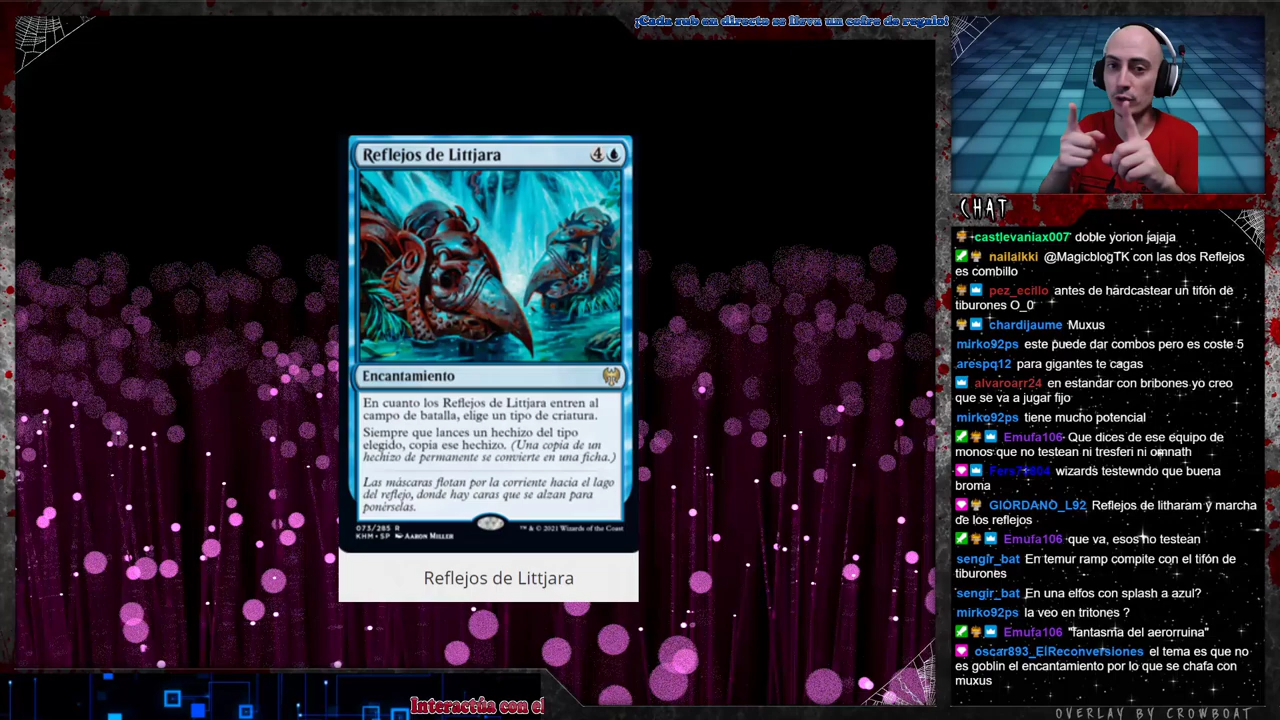 ¡Cada sub en directo se lleva un cofre de regalo!
Reflejos de Littjara 4
Encantamiento
En cuanto los Reflejos de Littjara entren al
campo de batalla, elige un tipo de criatura.
Siempre que lances un hechizo del tipo
elegido, copia ese hechizo. (Una copia de un
hechizo de permanente se convierte en una ficha.)
Las máscaras flotan por la corriente hacia el lago
del reflejo, donde hay caras que se alzan para
ponérselas.
073/285 R
KHM • SP AARON MILLER
™ & © 2021 Wizards of the Coast
Reflejos de Littjara
CHAT
castlevaniax007 doble yorion jajaja
nailaikki @MagicblogTK con las dos Reflejos
es combillo
pez_ecillo antes de hardcastear un tifón de
tiburones O_0
chardijaume Muxus
mirko92ps este puede dar combos pero es coste 5
arespq12 para gigantes te cagas
alvaroarr24 en estandar con bribones yo creo
que se va a jugar fijo
mirko92ps tiene mucho potencial
Emufa106 Que dices de ese equipo de
monos que no testean ni tresferi ni omnath
wizards testewndo que buena
broma
GIORDANO_L92 Reflejos de litharam y marcha
de los reflejos
Emufa106 que va, esos no testean
sengir_bat En temur ramp compite con el tifón de
tiburones
sengir_bat En una elfos con splash a azul?
mirko92ps la veo en tritones ?
Emufa106 "fantasma del aerorruina"
oscar893_ElReconversiones el tema es que no
es goblin el encantamiento por lo que se chafa con
muxus
Interactúa con el
OVERLAY BY CROWBOAT